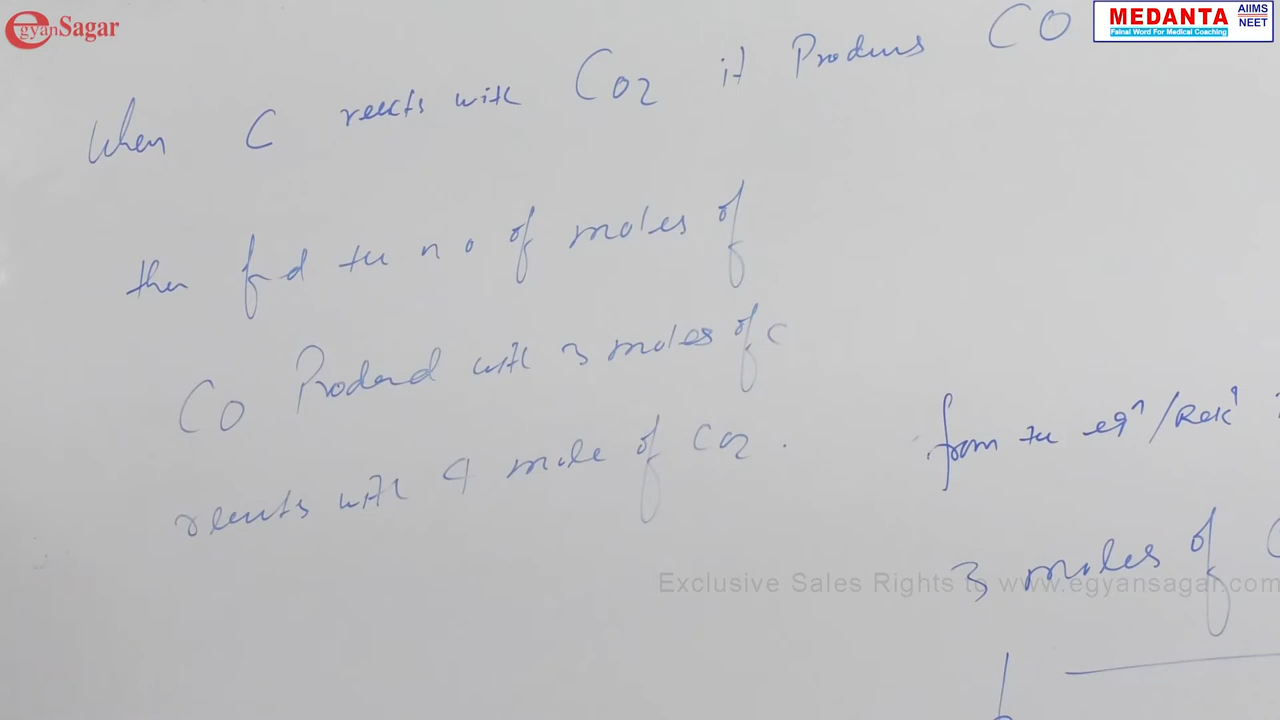 egyanSagar
MEDANTA AIIMS NEET
Fainal Word For Medical Coaching
When C reacts with CO2 it Produces CO
then find the no of moles of
CO Produced with 3 moles of C
reacts with 4 mole of CO2.
from the eqn/Rexn
3 moles of
Exclusive Sales Rights to www.egyansagar.com